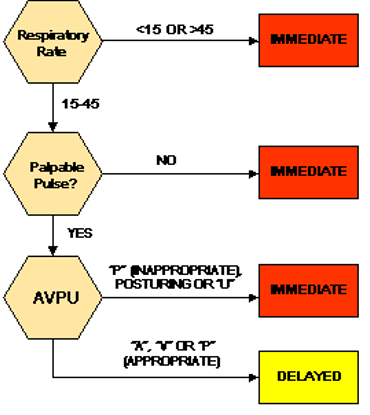 Respiratory
Rate
<15 OR >45
IMMEDIATE
15-45
Palpable
Pulse?
NO
IMMEDIATE
YES
AVPU
"P" (INAPPROPRIATE),
POSTURING OR "U"
IMMEDIATE
"A", "V" OR "P"
(APPROPRIATE)
DELAYED